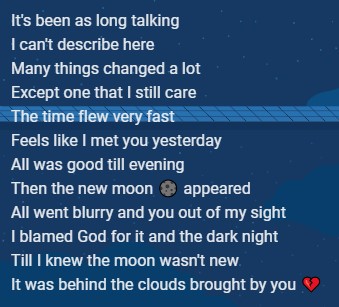 It's been as long talking
I can't describe here
Many things changed a lot
Except one that I still care
The time flew very fast
Feels like I met you yesterday
All was good till evening
Then the new moon 🌑 appeared
All went blurry and you out of my sight
I blamed God for it and the dark night
Till I knew the moon wasn't new
It was behind the clouds brought by you 💔